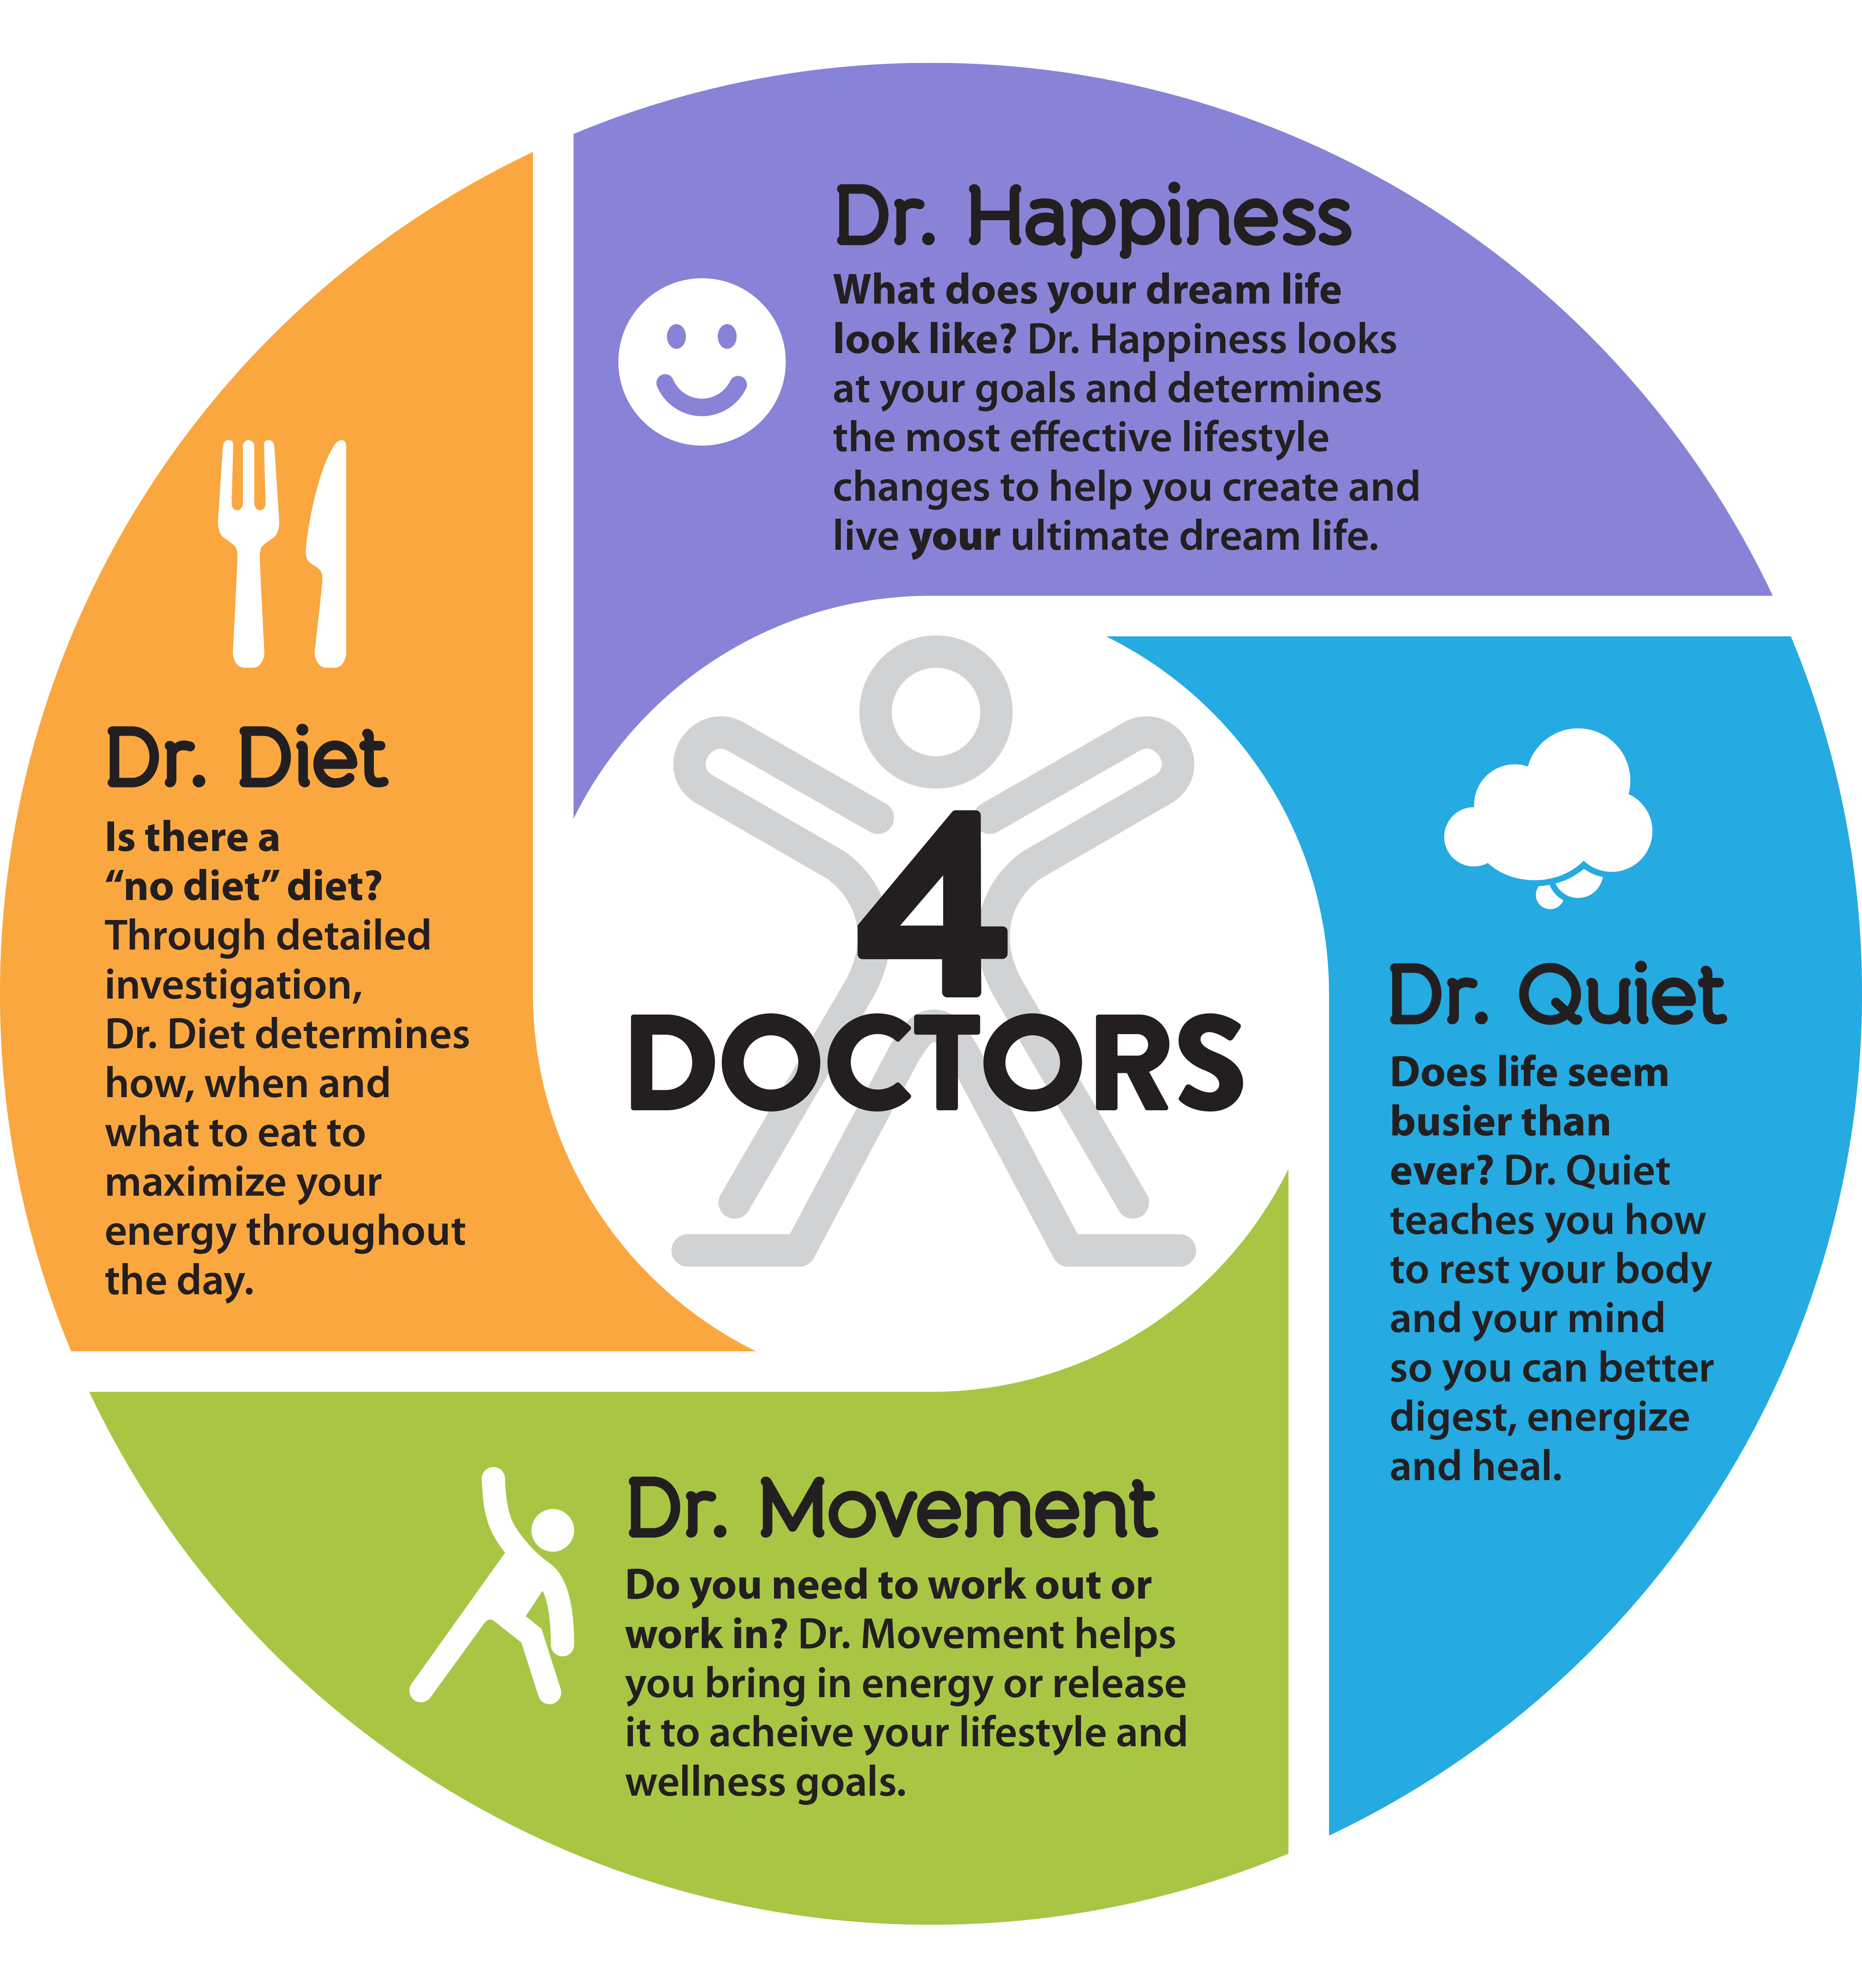 Dr. Happiness
What does your dream life
look like? Dr. Happiness looks
at your goals and determines
the most effective lifestyle
changes to help you create and
live your ultimate dream life.
Dr. Diet
Is there a
“no diet” diet?
Through detailed
investigation,
Dr. Diet determines
how, when and
what to eat to
maximize your
energy throughout
the day.
4
DOCTORS
Dr. Quiet
Does life seem
busier than
ever? Dr. Quiet
teaches you how
to rest your body
and your mind
so you can better
digest, energize
and heal.
Dr. Movement
Do you need to work out or
work in? Dr. Movement helps
you bring in energy or release
it to acheive your lifestyle and
wellness goals.